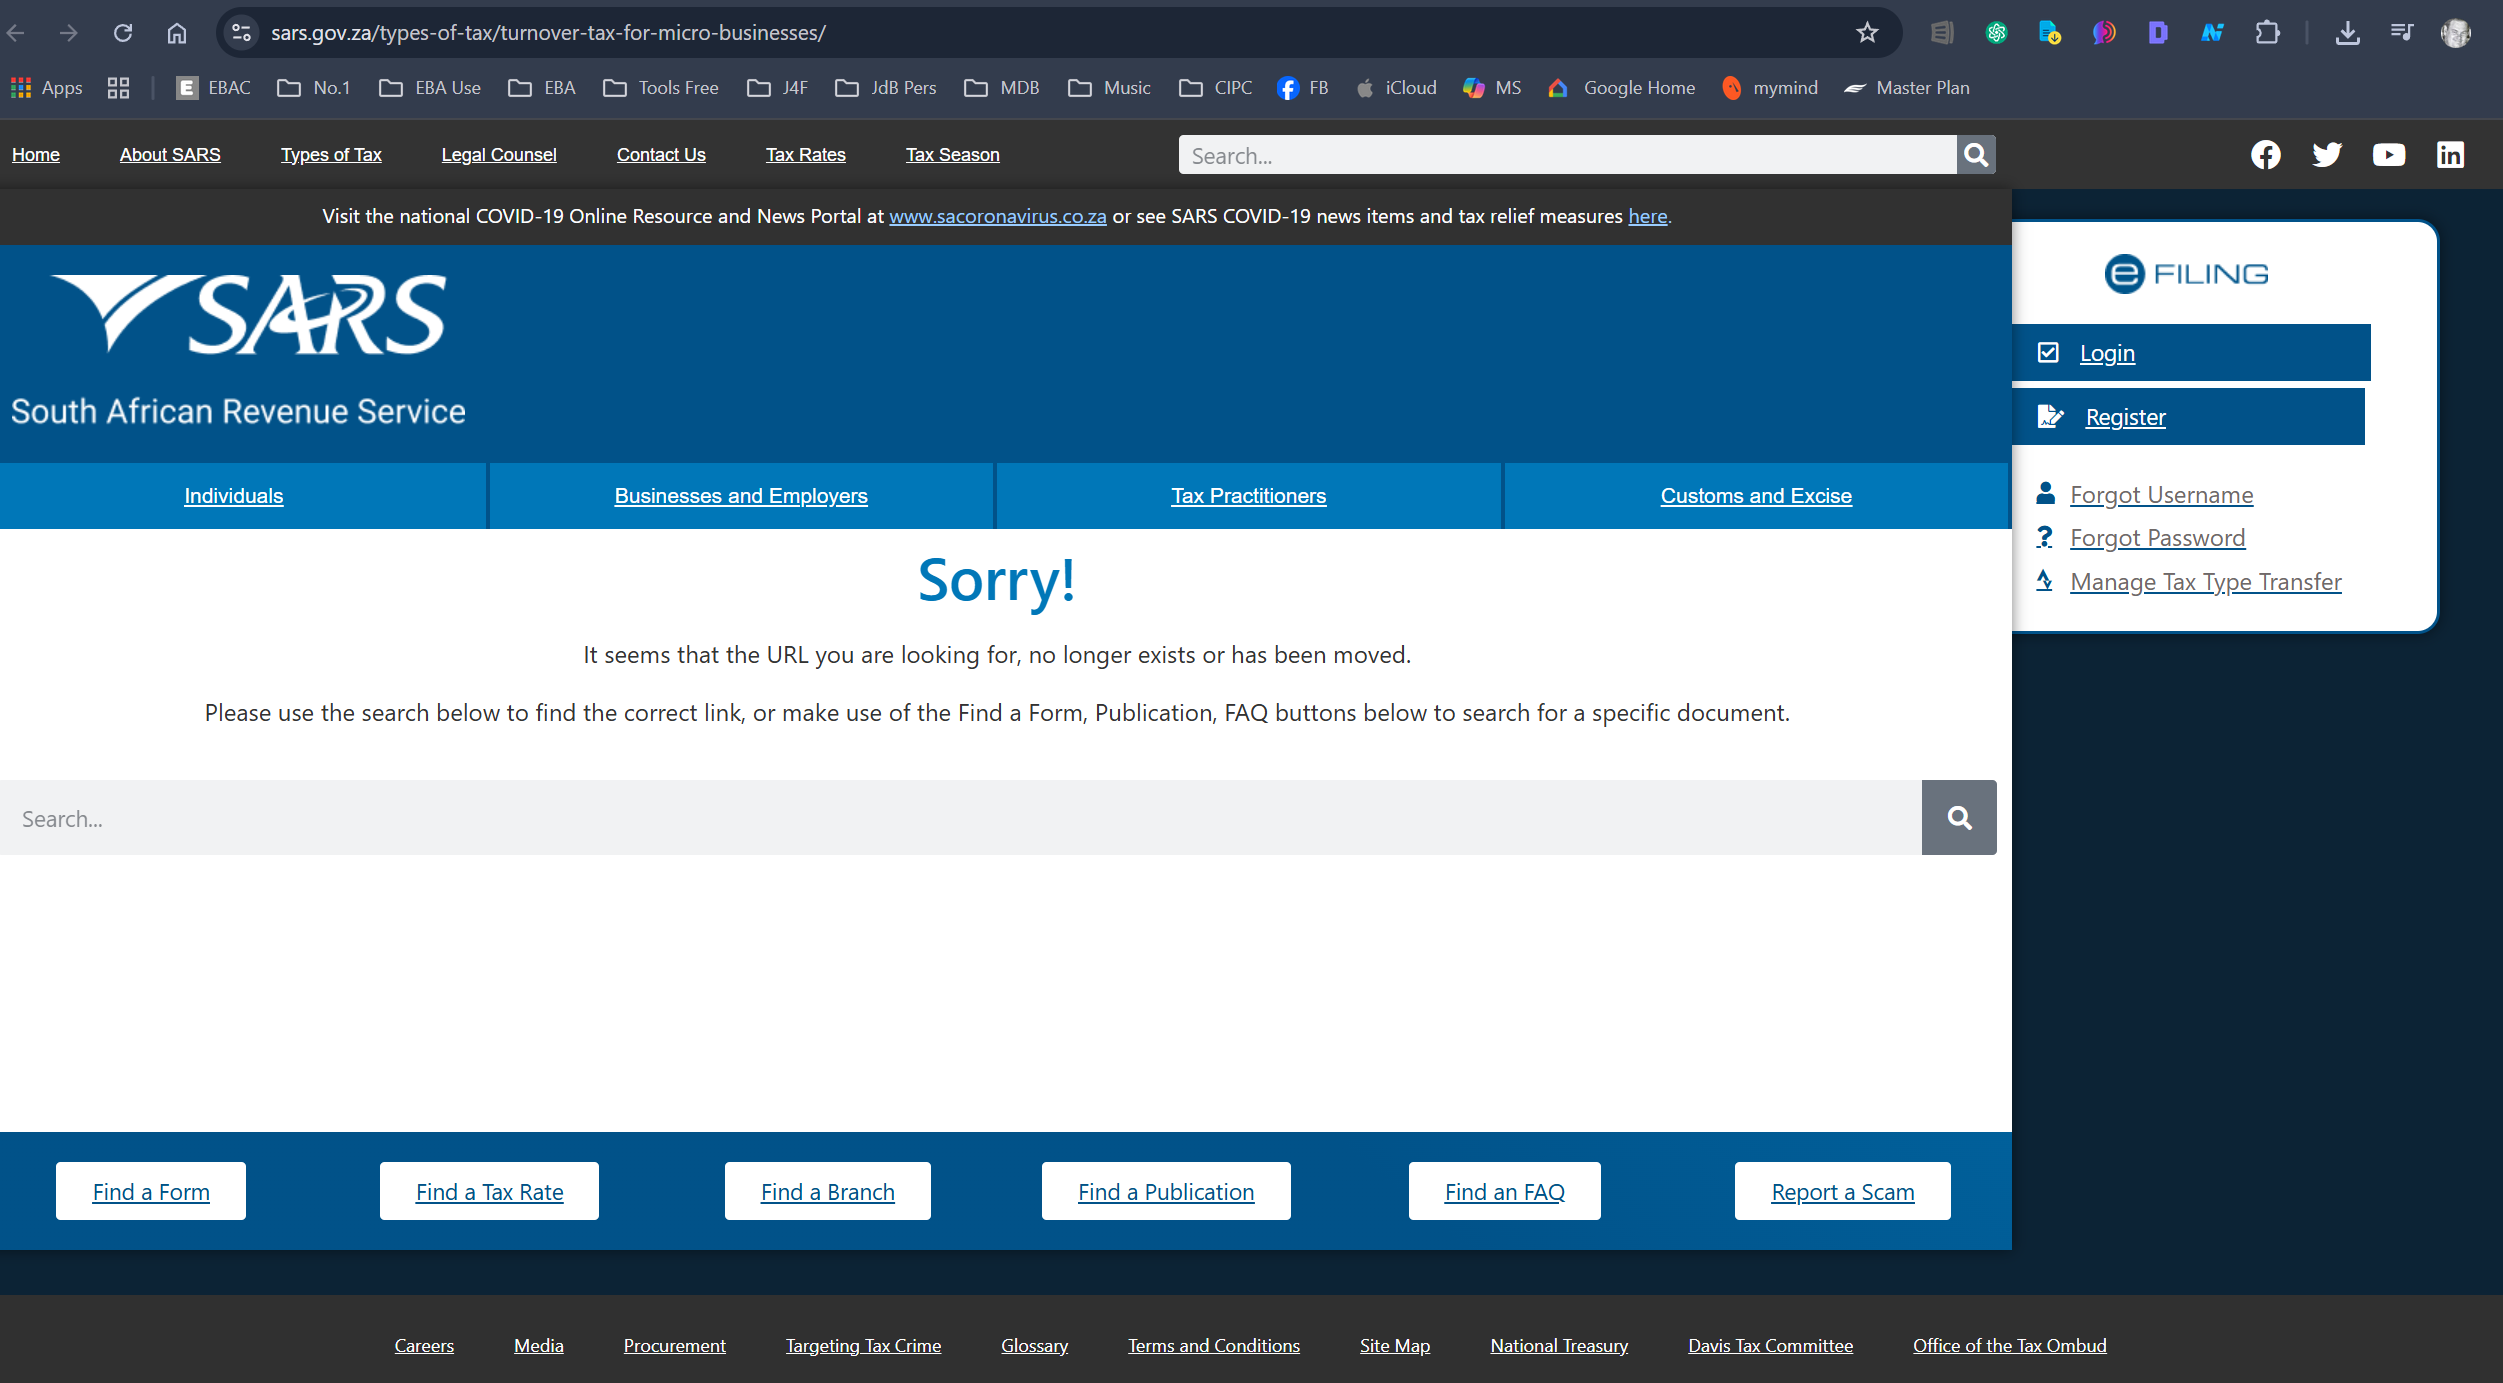 sars.gov.za/types-of-tax/turnover-tax-for-micro-businesses/
Apps EBAC No.1 EBA Use EBA Tools Free J4F JdB Pers MDB Music CIPC FB iCloud MS Google Home mymind Master Plan
Home About SARS Types of Tax Legal Counsel Contact Us Tax Rates Tax Season Search...
Visit the national COVID-19 Online Resource and News Portal at www.sacoronavirus.co.za or see SARS COVID-19 news items and tax relief measures here.
SARS
South African Revenue Service
e FILING
Login
Register
Forgot Username
Forgot Password
Manage Tax Type Transfer
Individuals Businesses and Employers Tax Practitioners Customs and Excise
Sorry!
It seems that the URL you are looking for, no longer exists or has been moved.
Please use the search below to find the correct link, or make use of the Find a Form, Publication, FAQ buttons below to search for a specific document.
Search...
Find a Form Find a Tax Rate Find a Branch Find a Publication Find an FAQ Report a Scam
Careers Media Procurement Targeting Tax Crime Glossary Terms and Conditions Site Map National Treasury Davis Tax Committee Office of the Tax Ombud